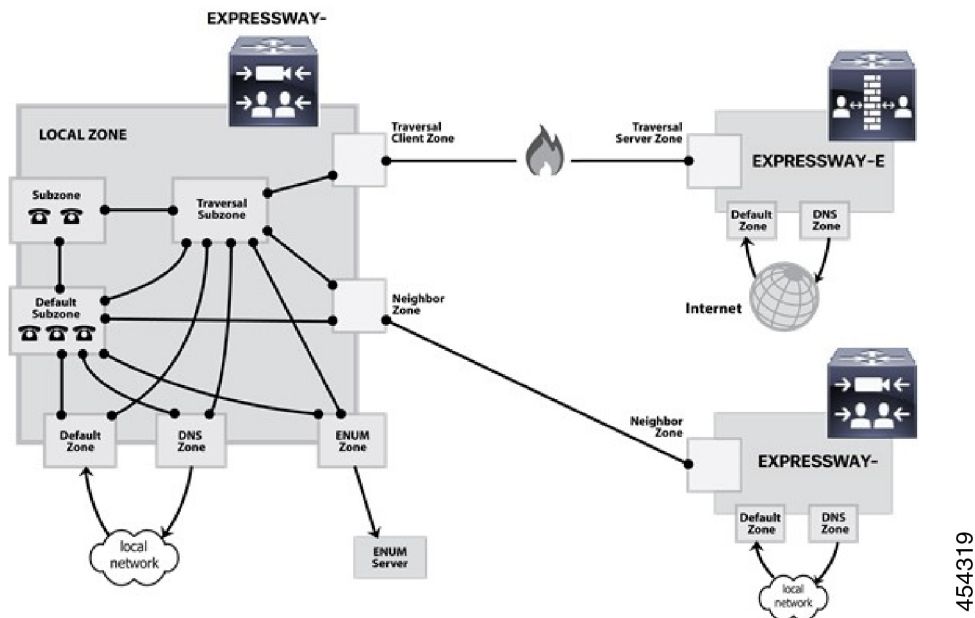 EXPRESSWAY-
LOCAL ZONE
Traversal
Client Zone
Traversal
Server Zone
EXPRESSWAY-E
Subzone
Traversal
Subzone
Default
Zone
DNS
Zone
Internet
Default
Subzone
Neighbor
Zone
Default
Zone
DNS
Zone
ENUM
Zone
Neighbor
Zone
EXPRESSWAY-
Default
Zone
DNS
Zone
local
network
ENUM
Server
local
network
454319